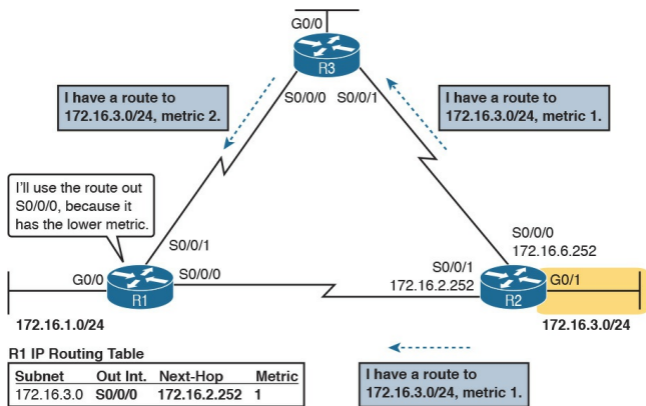 G0/0
R3
I have a route to
172.16.3.0/24, metric 2.
S0/0/0 S0/0/1
I have a route to
172.16.3.0/24, metric 1.
I'll use the route out
S0/0/0, because it
has the lower metric.
S0/0/1
G0/0
S0/0/0
R1
172.16.1.0/24
S0/0/0
172.16.6.252
S0/0/1
172.16.2.252
G0/1
R2
172.16.3.0/24
R1 IP Routing Table
Subnet Out Int. Next-Hop Metric
172.16.3.0 S0/0/0 172.16.2.252 1
I have a route to
172.16.3.0/24, metric 1.